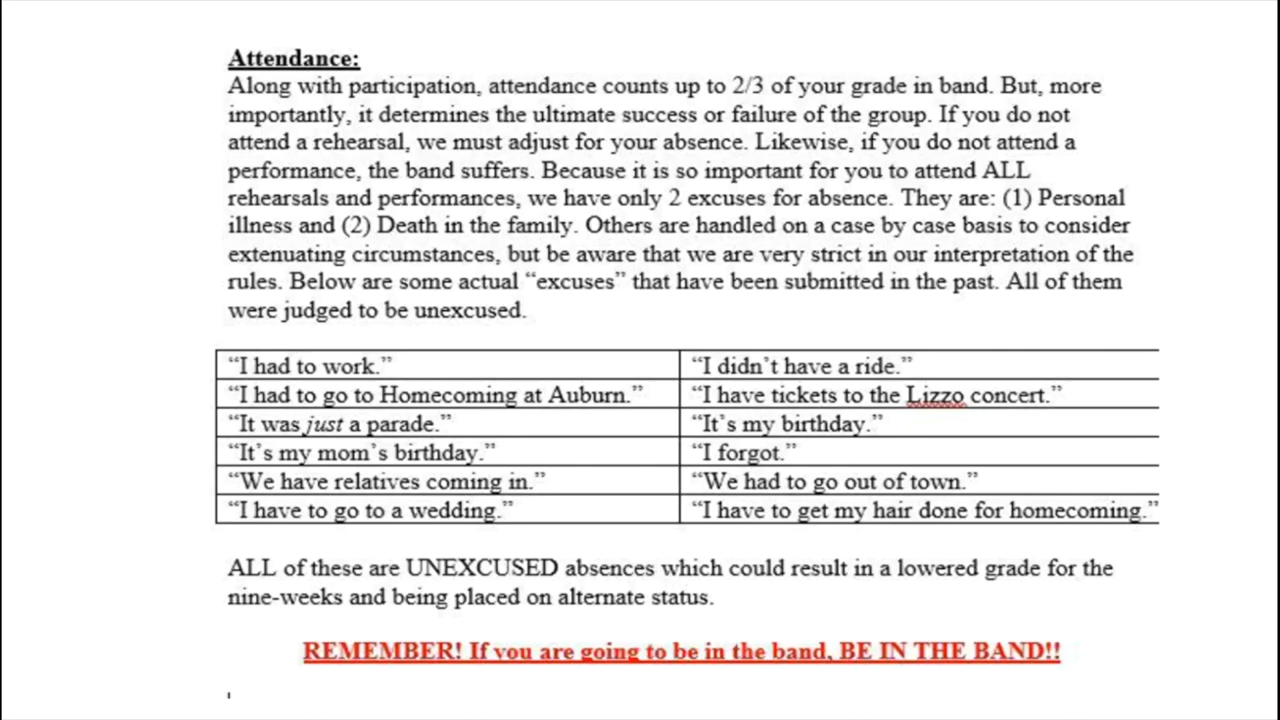 Attendance:
Along with participation, attendance counts up to 2/3 of your grade in band. But, more
importantly, it determines the ultimate success or failure of the group. If you do not
attend a rehearsal, we must adjust for your absence. Likewise, if you do not attend a
performance, the band suffers. Because it is so important for you to attend ALL
rehearsals and performances, we have only 2 excuses for absence. They are: (1) Personal
illness and (2) Death in the family. Others are handled on a case by case basis to consider
extenuating circumstances, but be aware that we are very strict in our interpretation of the
rules. Below are some actual “excuses” that have been submitted in the past. All of them
were judged to be unexcused.
“I had to work.” “I didn’t have a ride.”
“I had to go to Homecoming at Auburn.” “I have tickets to the Lizzo concert.”
“It was just a parade.” “It’s my birthday.”
“It’s my mom’s birthday.” “I forgot.”
“We have relatives coming in.” “We had to go out of town.”
“I have to go to a wedding.” “I have to get my hair done for homecoming.”
ALL of these are UNEXCUSED absences which could result in a lowered grade for the
nine-weeks and being placed on alternate status.
REMEMBER! If you are going to be in the band, BE IN THE BAND!!